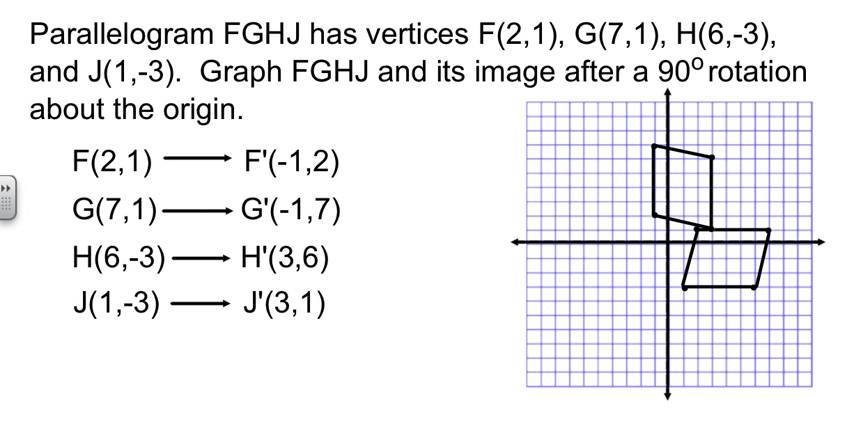 Parallelogram FGHJ has vertices F(2,1), G(7,1), H(6,-3),
and J(1,-3).  Graph FGHJ and its image after a 90º rotation
about the origin.
F(2,1) ⟶ F'(-1,2)
G(7,1) ⟶ G'(-1,7)
H(6,-3) ⟶ H'(3,6)
J(1,-3) ⟶ J'(3,1)